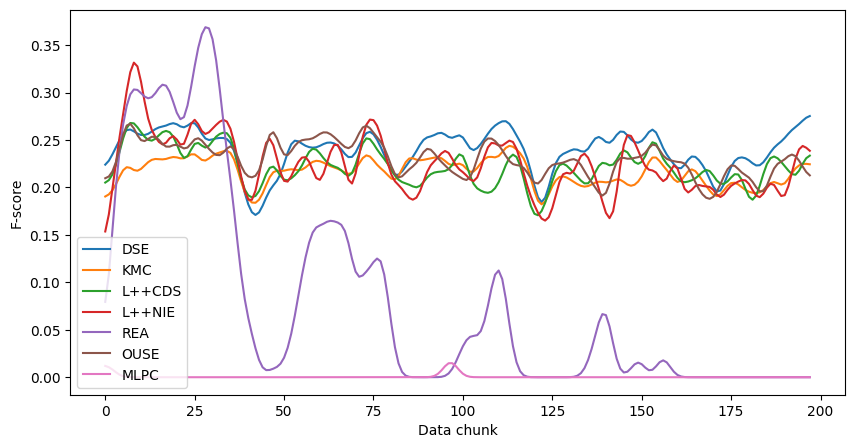 0.35
0.30
0.25
0.20
0.15
0.10
0.05
0.00
F-score
DSE
KMC
L++CDS
L++NIE
REA
OUSE
MLPC
0 25 50 75 100 125 150 175 200
Data chunk